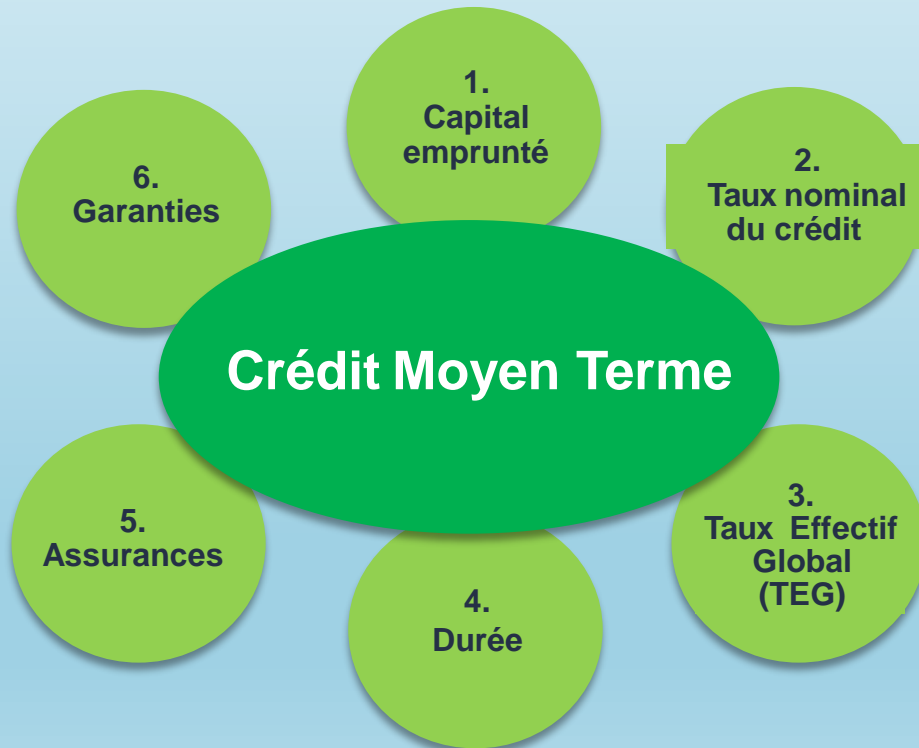 1.
Capital
emprunté
2.
Taux nominal
du crédit
3.
Taux Effectif
Global
(TEG)
4.
Durée
5.
Assurances
6.
Garanties
Crédit Moyen Terme